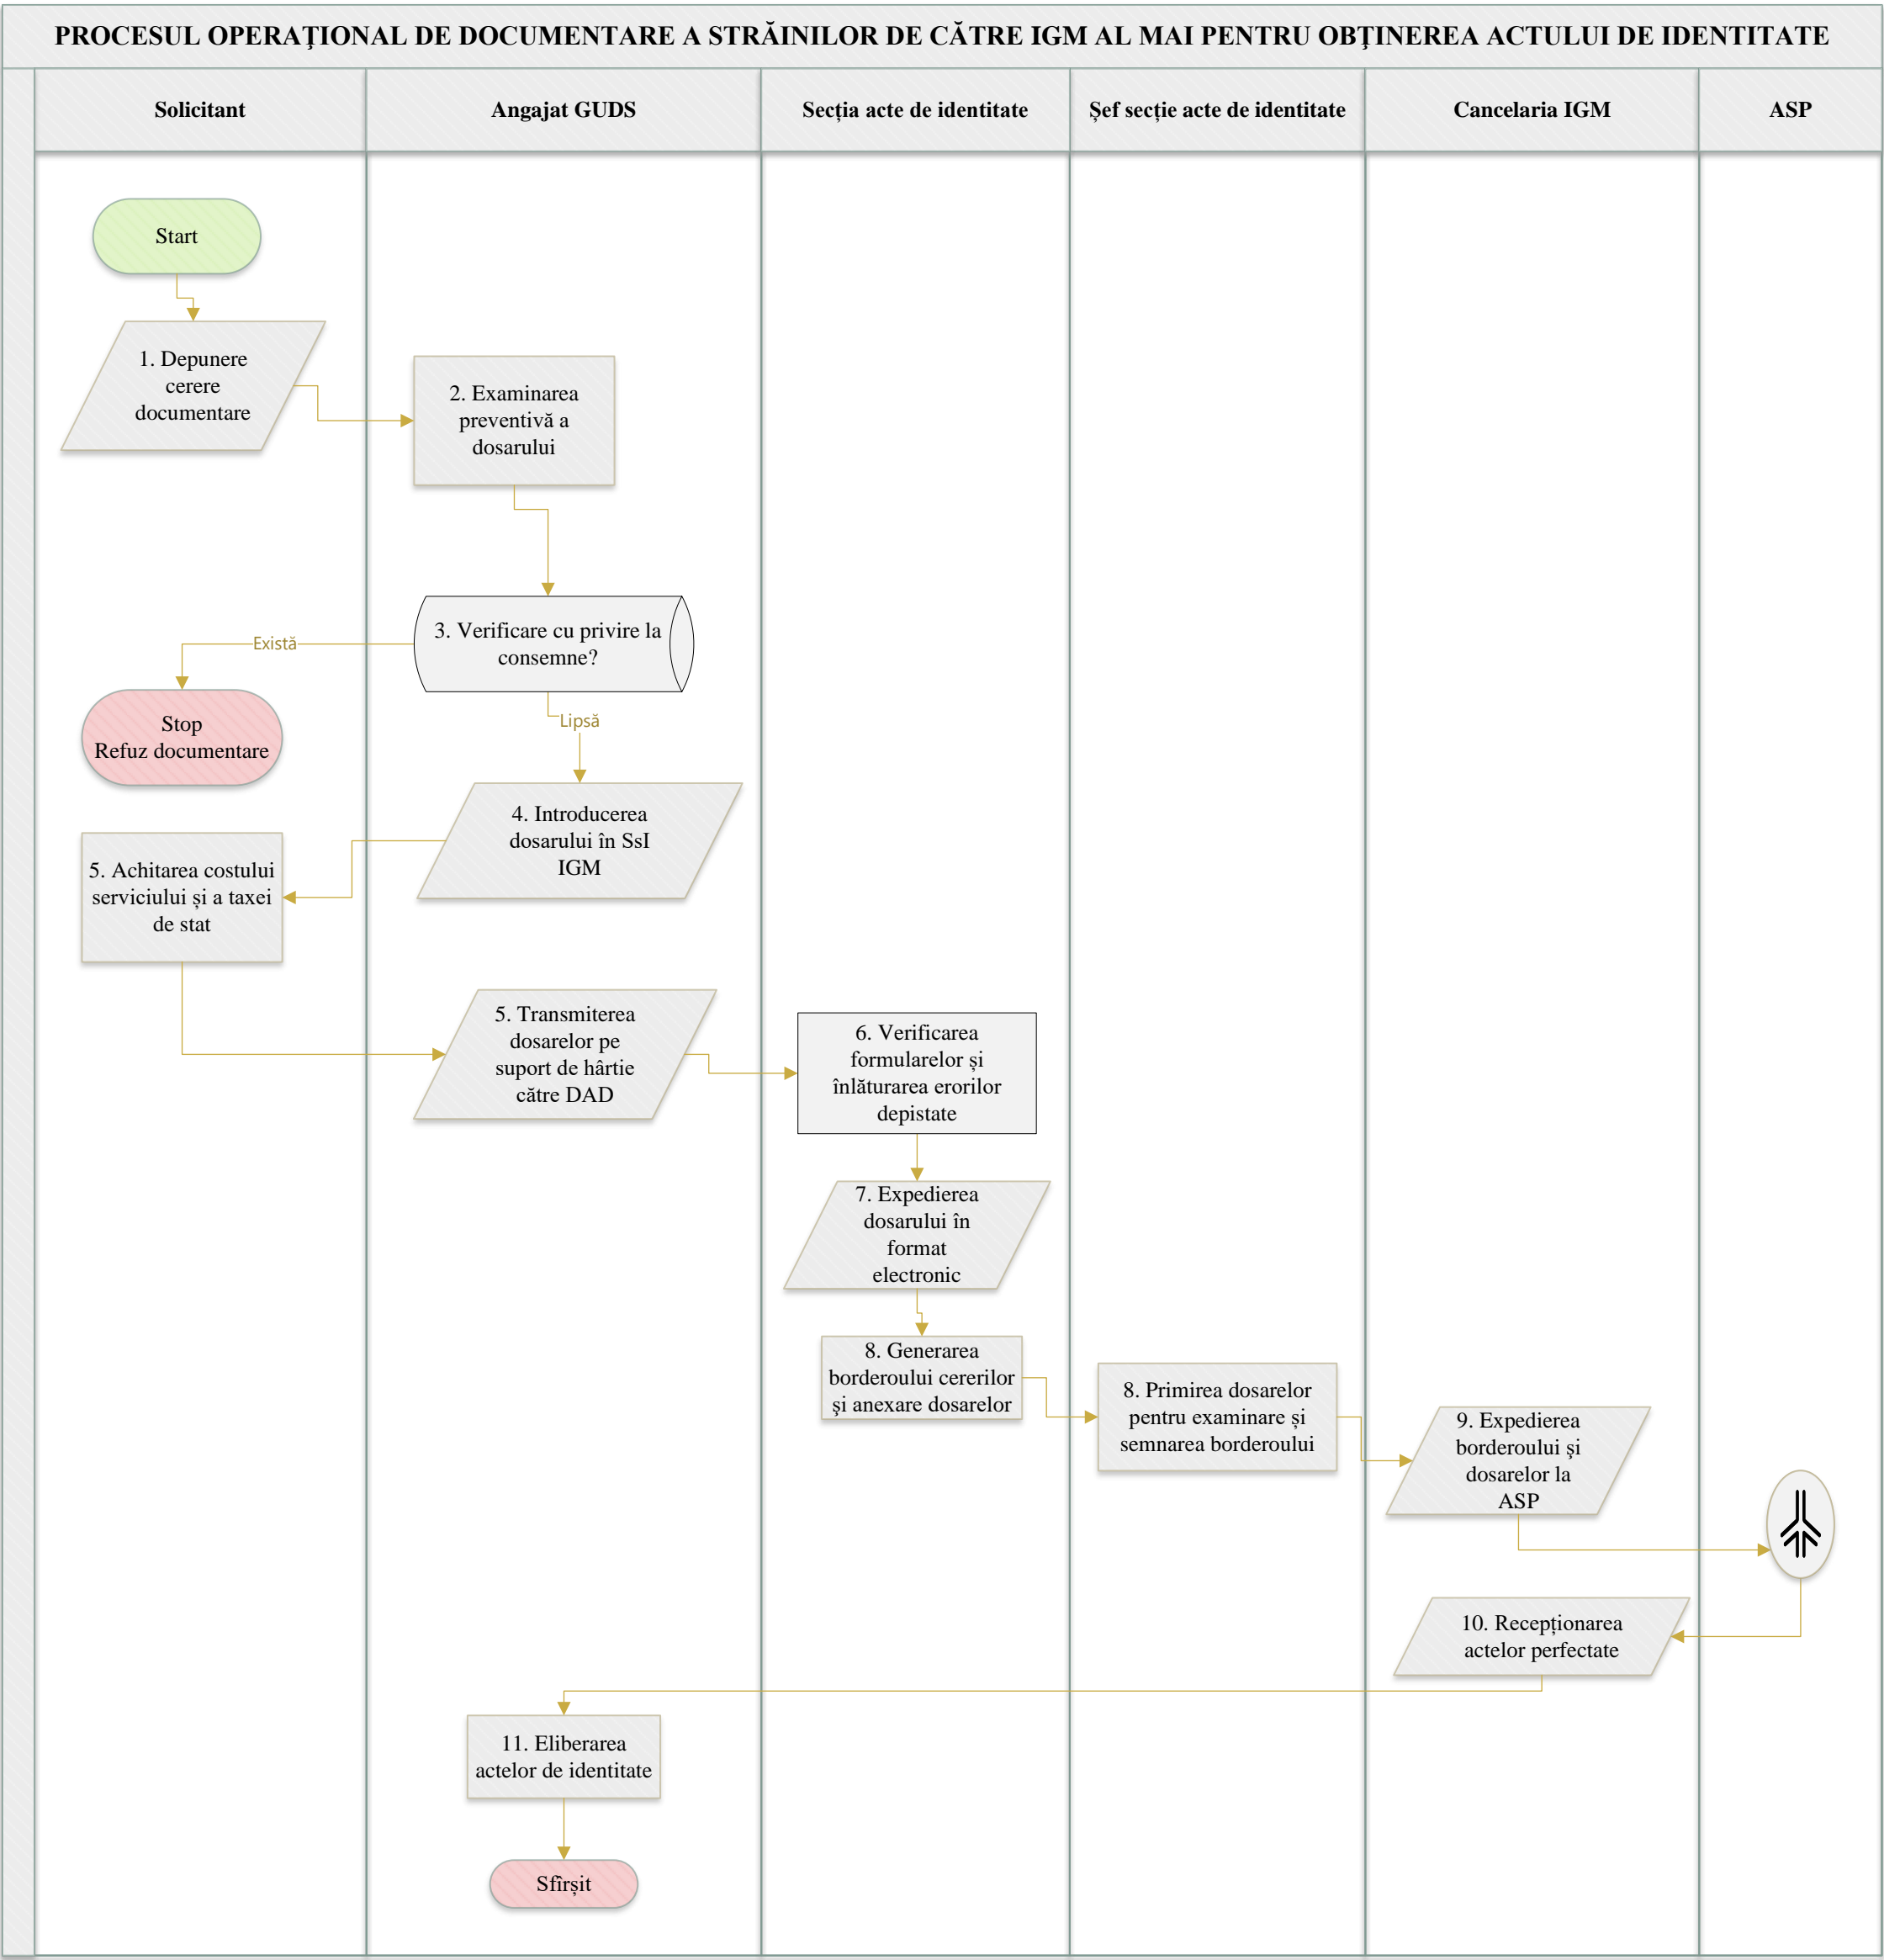 PROCESUL OPERAŢIONAL DE DOCUMENTARE A STRĂINILOR DE CĂTRE IGM AL MAI PENTRU OBŢINEREA ACTULUI DE IDENTITATE
Solicitant
Angajat GUDS
Secția acte de identitate
Șef secție acte de identitate
Cancelaria IGM
ASP
Start
1. Depunere
cerere
documentare
2. Examinarea
preventivă a
dosarului
3. Verificare cu privire la
consemne?
Există
Stop
Refuz documentare
Lipsă
4. Introducerea
dosarului în SsI
IGM
5. Achitarea costului
serviciului și a taxei
de stat
5. Transmiterea
dosarelor pe
suport de hârtie
către DAD
6. Verificarea
formularelor și
înlăturarea erorilor
depistate
7. Expedierea
dosarului în
format
electronic
8. Generarea
borderoului cererilor
şi anexare dosarelor
8. Primirea dosarelor
pentru examinare și
semnarea borderoului
9. Expedierea
borderoului şi
dosarelor la
ASP
10. Recepționarea
actelor perfectate
11. Eliberarea
actelor de identitate
Sfîrșit